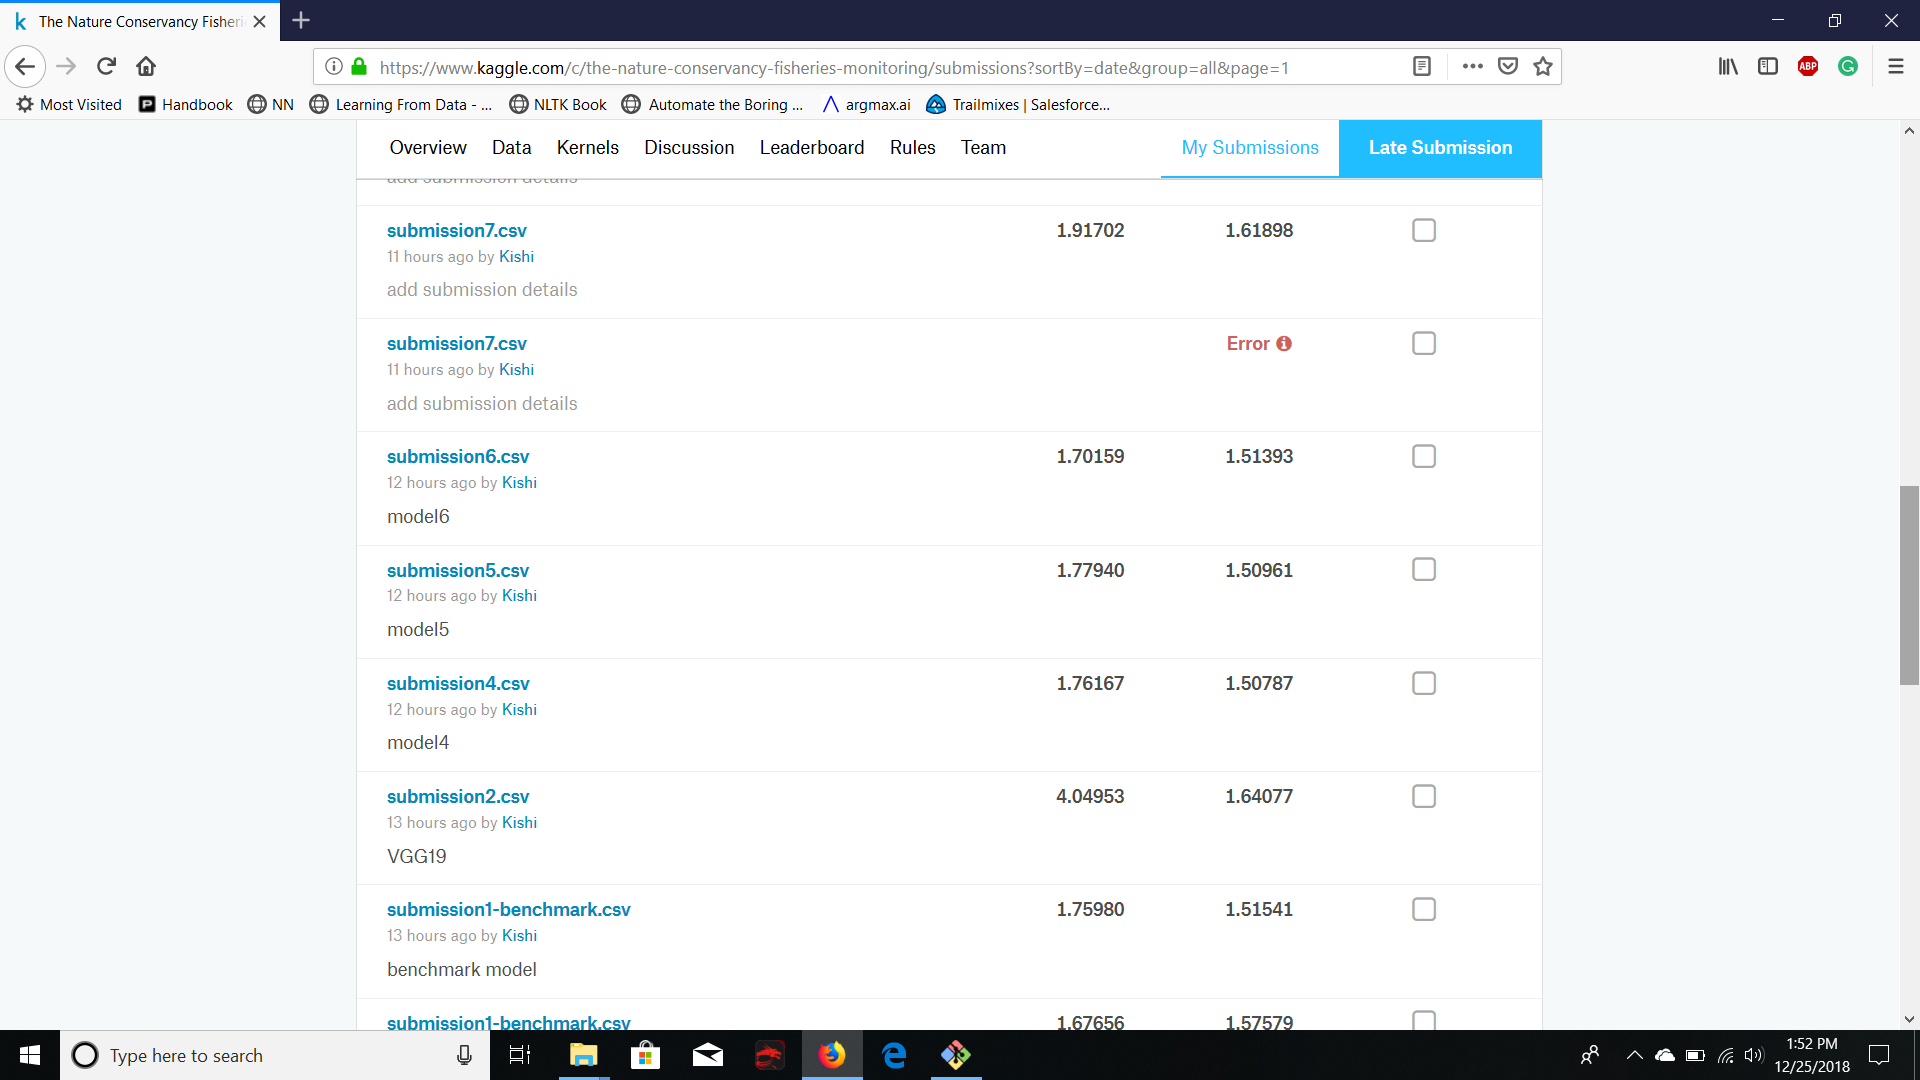 The Nature Conservancy Fisheri
https://www.kaggle.com/c/the-nature-conservancy-fisheries-monitoring/submissions?sortBy=date&group=all&page=1
ABP
Most Visited Handbook NN Learning From Data - ... NLTK Book Automate the Boring ... argmax.ai Trailmixes | Salesforce...
Overview Data Kernels Discussion Leaderboard Rules Team My Submissions Late Submission
add submission details
submission7.csv 1.91702 1.61898
11 hours ago by Kishi
add submission details
submission7.csv Error
11 hours ago by Kishi
add submission details
submission6.csv 1.70159 1.51393
12 hours ago by Kishi
model6
submission5.csv 1.77940 1.50961
12 hours ago by Kishi
model5
submission4.csv 1.76167 1.50787
12 hours ago by Kishi
model4
submission2.csv 4.04953 1.64077
13 hours ago by Kishi
VGG19
submission1-benchmark.csv 1.75980 1.51541
13 hours ago by Kishi
benchmark model
submission1-benchmark.csv 1.67656 1.57579
Type here to search
1:52 PM
12/25/2018